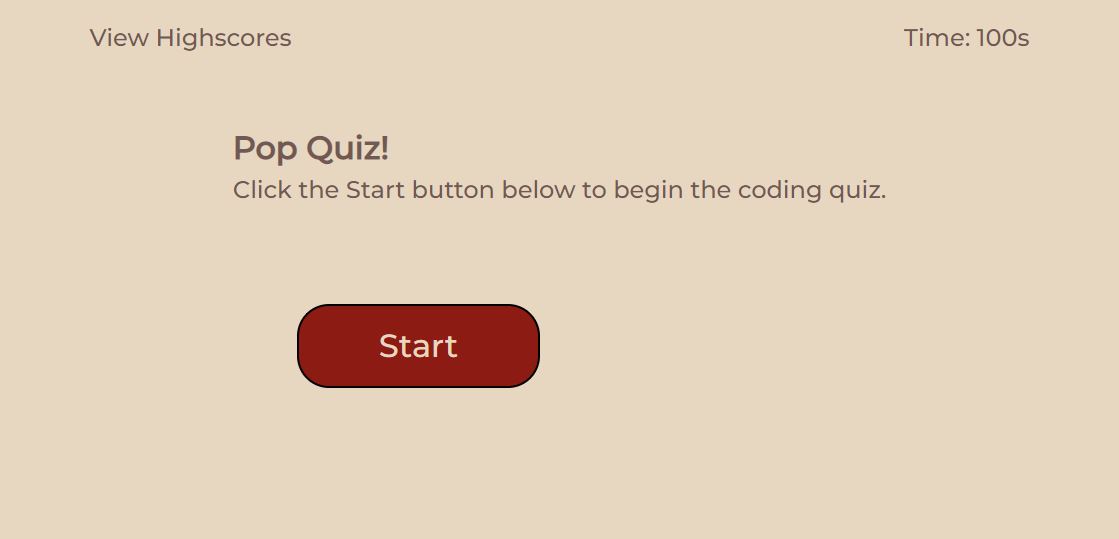 View Highscores
Time: 100s
Pop Quiz!
Click the Start button below to begin the coding quiz.
Start